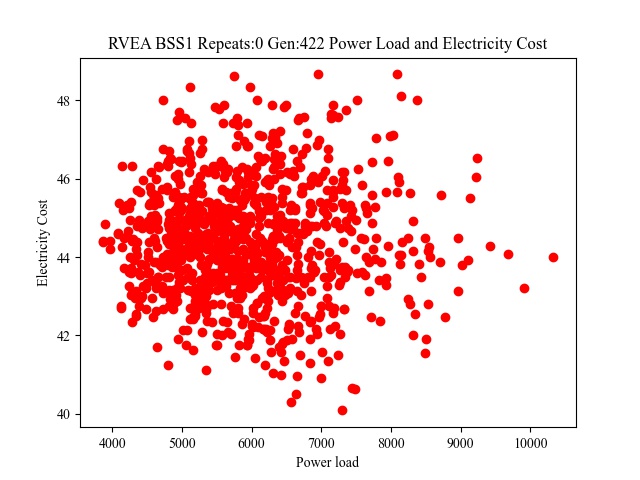 RVEA BSS1 Repeats:0 Gen:422 Power Load and Electricity Cost
48
46
44
42
40
Electricity Cost
4000 5000 6000 7000 8000 9000 10000
Power load